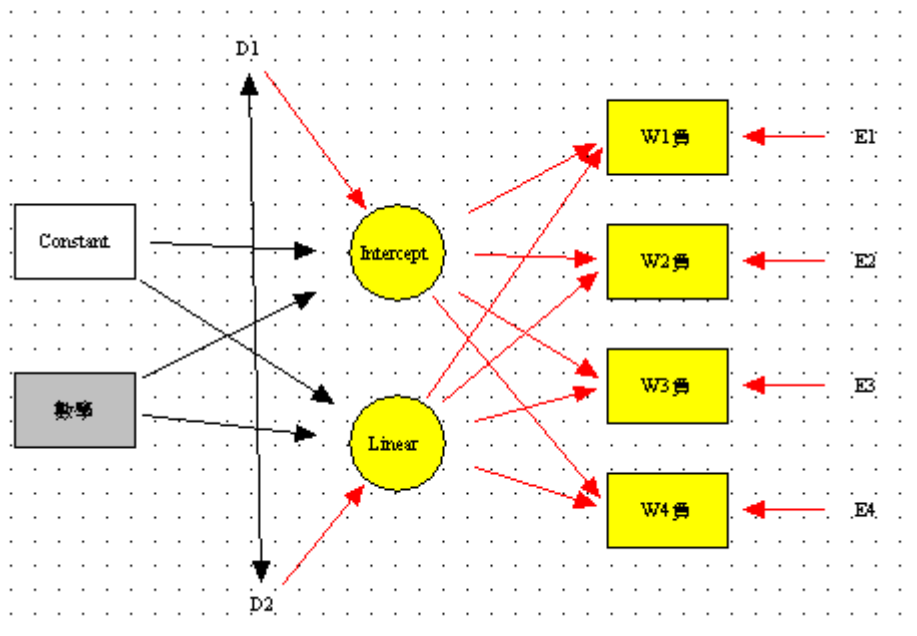 D1
W1
E1
Constant
Intercept
W2
E2
數學
Linear
W3
E3
W4
E4
D2